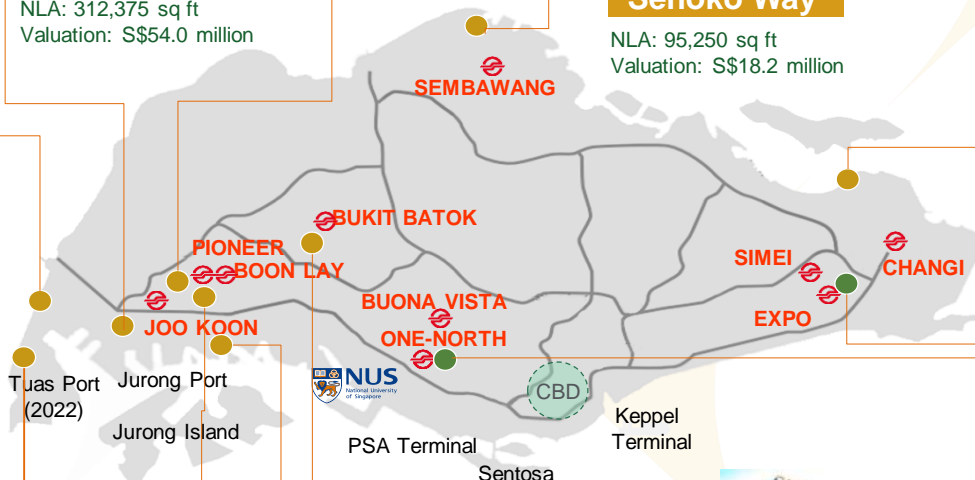 NLA: 312,375 sq ft
Valuation: S$54.0 million
Senoko Way
NLA: 95,250 sq ft
Valuation: S$18.2 million
SEMBAWANG
BUKIT BATOK
PIONEER
BOON LAY
SIMEI
CHANGI
BUONA VISTA
EXPO
JOO KOON
ONE-NORTH
Tuas Port
(2022)
Jurong Port
NUS
National University
of Singapore
CBD
Jurong Island
Keppel
Terminal
PSA Terminal
Sentosa